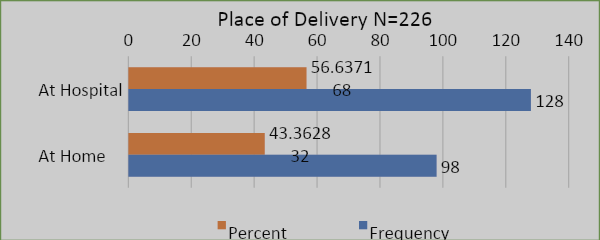 Place of Delivery N=226
0 20 40 60 80 100 120 140
At Hospital
56.6371
68
128
At Home
43.3628
32
98
Percent Frequency